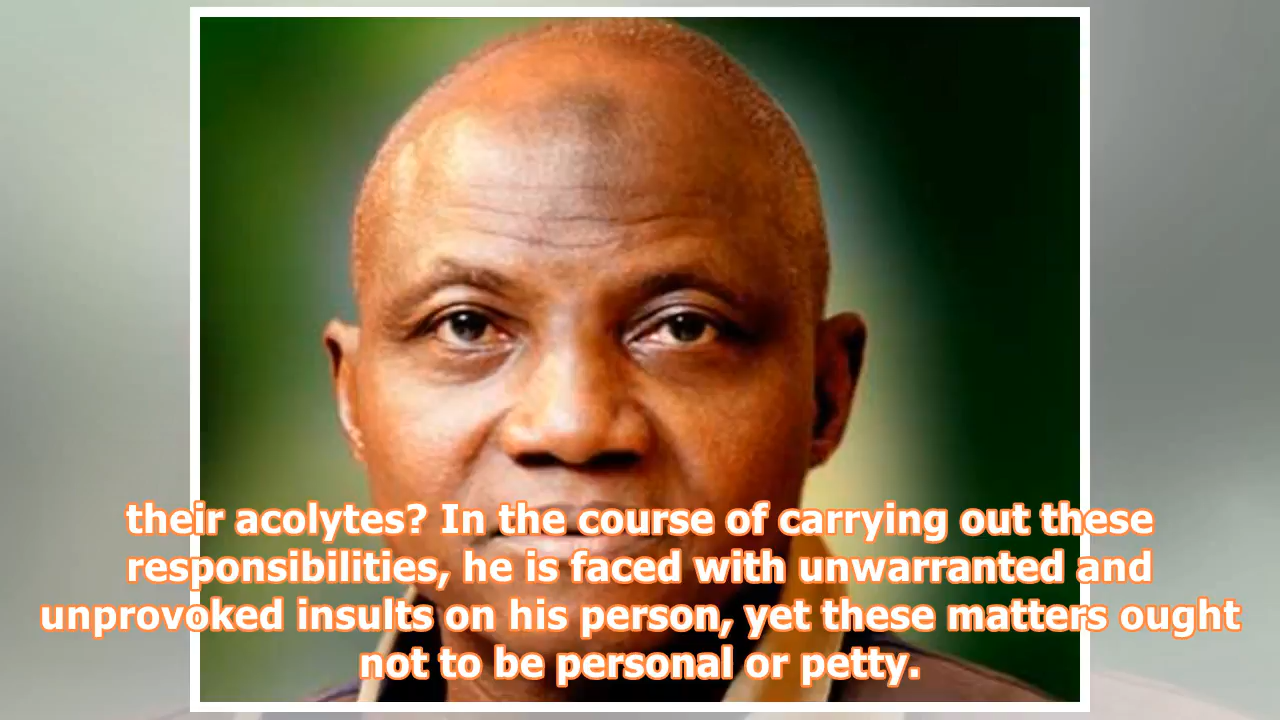 their acolytes? In the course of carrying out these
responsibilities, he is faced with unwarranted and
unprovoked insults on his person, yet these matters ought
not to be personal or petty.